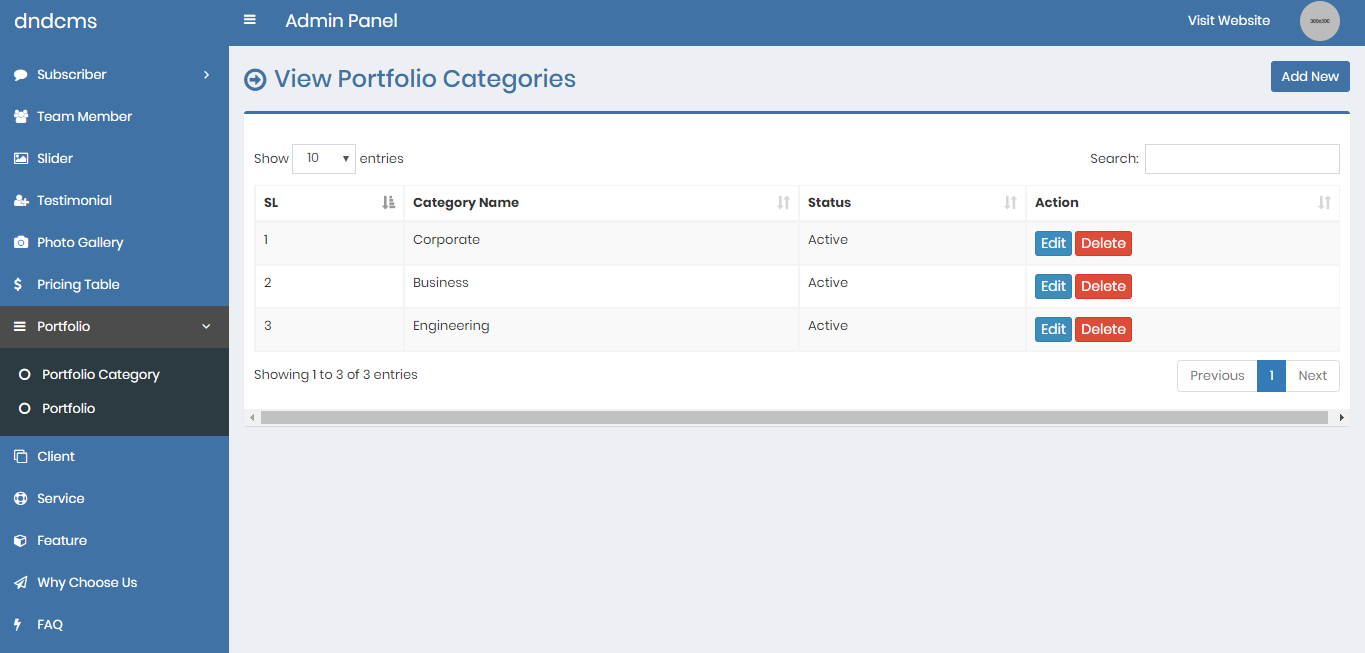 dndcms
Admin Panel
Visit Website
300x300
Subscriber
Team Member
Slider
Testimonial
Photo Gallery
Pricing Table
Portfolio
Portfolio Category
Portfolio
Client
Service
Feature
Why Choose Us
FAQ
View Portfolio Categories
Add New
Show 10 entries
Search:
SL Category Name Status Action
1 Corporate Active Edit Delete
2 Business Active Edit Delete
3 Engineering Active Edit Delete
Showing 1 to 3 of 3 entries
Previous 1 Next